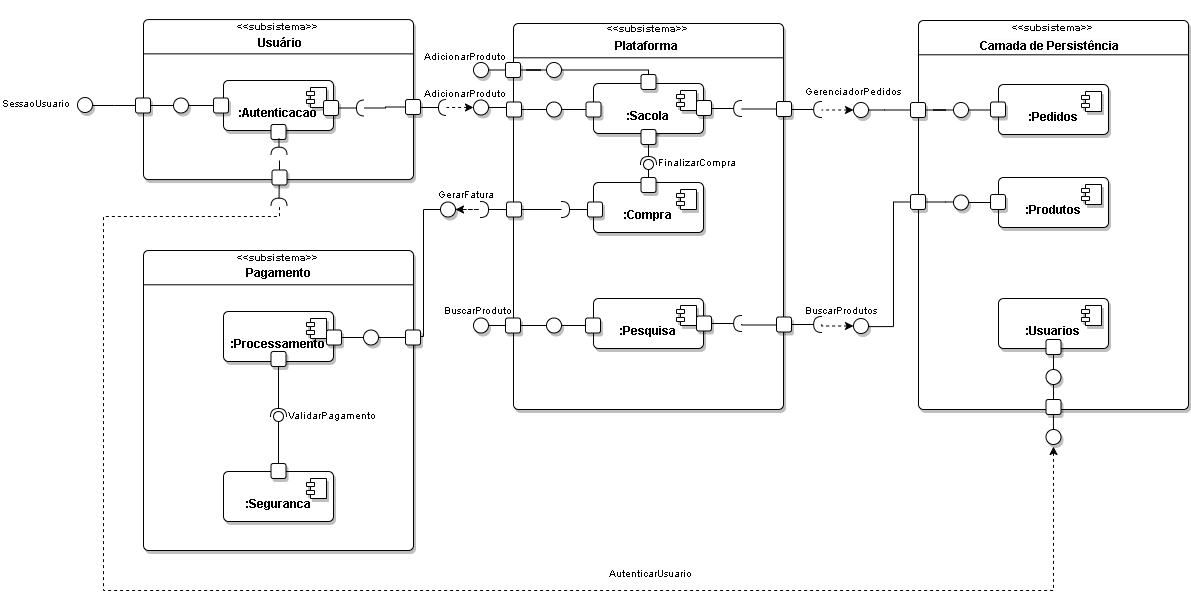 <<subsistema>>
Usuário
SessaoUsuario
:Autenticacao
<<subsistema>>
Plataforma
AdicionarProduto
AdicionarProduto
:Sacola
FinalizarCompra
GerarFatura
:Compra
BuscarProduto
:Pesquisa
<<subsistema>>
Camada de Persistência
GerenciadorPedidos
:Pedidos
:Produtos
BuscarProdutos
:Usuarios
<<subsistema>>
Pagamento
:Processamento
ValidarPagamento
:Seguranca
AutenticarUsuario